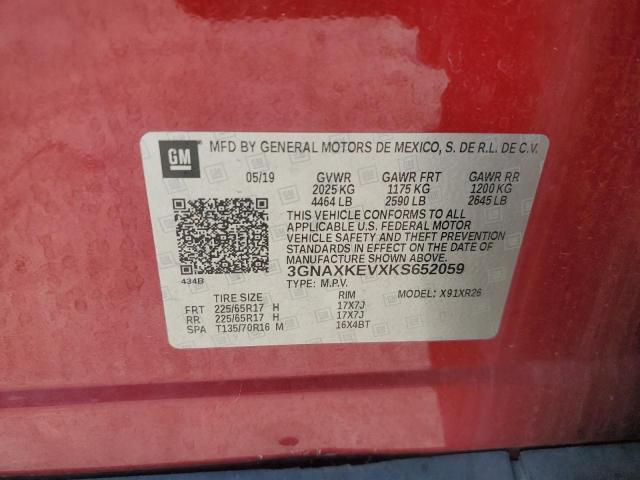 GM
MFD BY GENERAL MOTORS DE MEXICO, S. DE R.L. DE C.V.
05/19 GVWR GAWR FRT GAWR RR
2025 KG 1175 KG 1200 KG
4464 LB 2590 LB 2645 LB
THIS VEHICLE CONFORMS TO ALL
APPLICABLE U.S. FEDERAL MOTOR
VEHICLE SAFETY AND THEFT PREVENTION
STANDARDS IN EFFECT ON THE DATE OF
MANUFACTURE SHOWN ABOVE.
3GNAXKEVXKS652059
434B TYPE: M.P.V.
TIRE SIZE RIM MODEL: X91XR26
FRT 225/65R17 H 17X7J
RR 225/65R17 H 17X7J
SPA T135/70R16 M 16X4BT